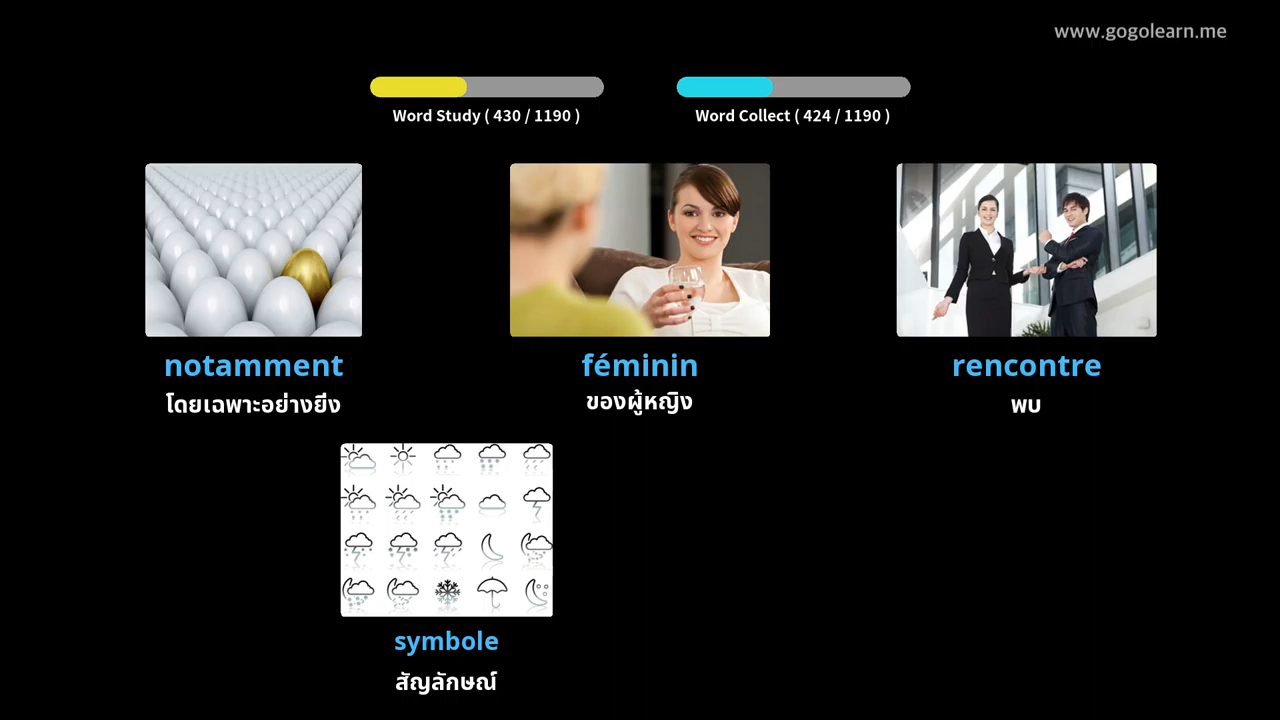 www.gogolearn.me
Word Study ( 430 / 1190 )
Word Collect ( 424 / 1190 )
notamment
โดยเฉพาะอย่างยิ่ง
féminin
ของผู้หญิง
rencontre
พบ
symbole
สัญลักษณ์